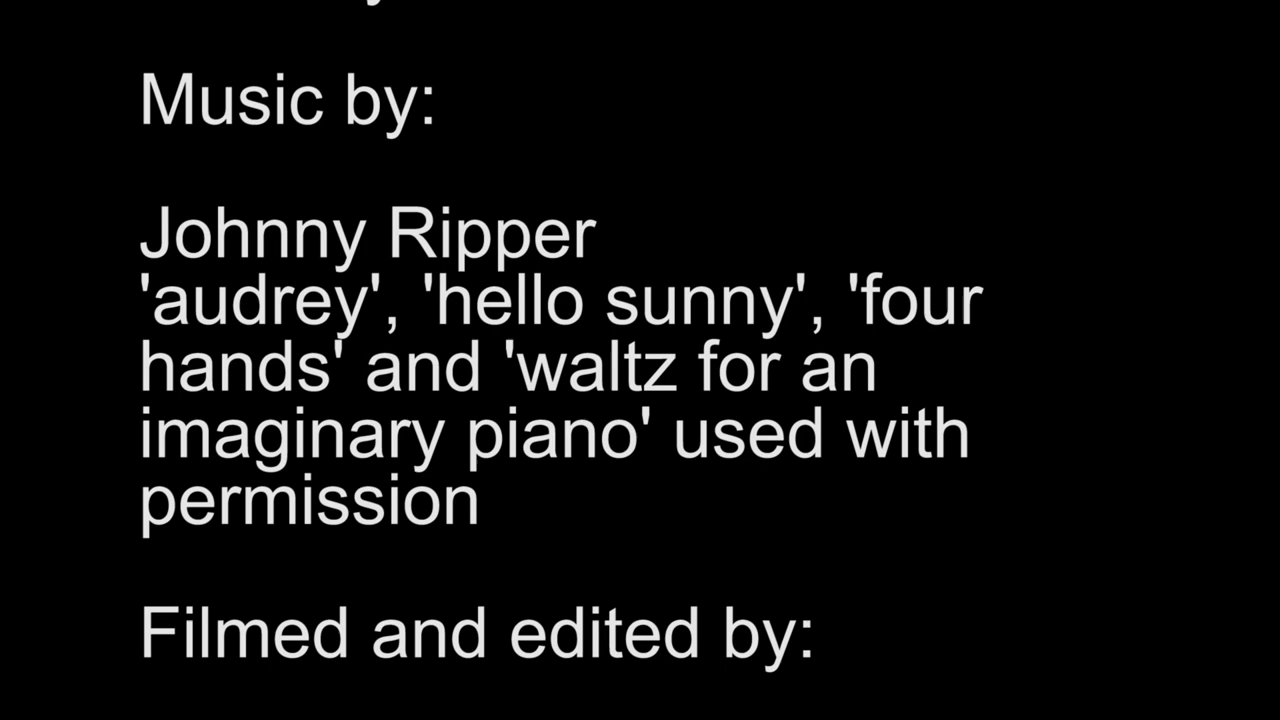 Music by:
Johnny Ripper
'audrey', 'hello sunny', 'four
hands' and 'waltz for an
imaginary piano' used with
permission
Filmed and edited by: